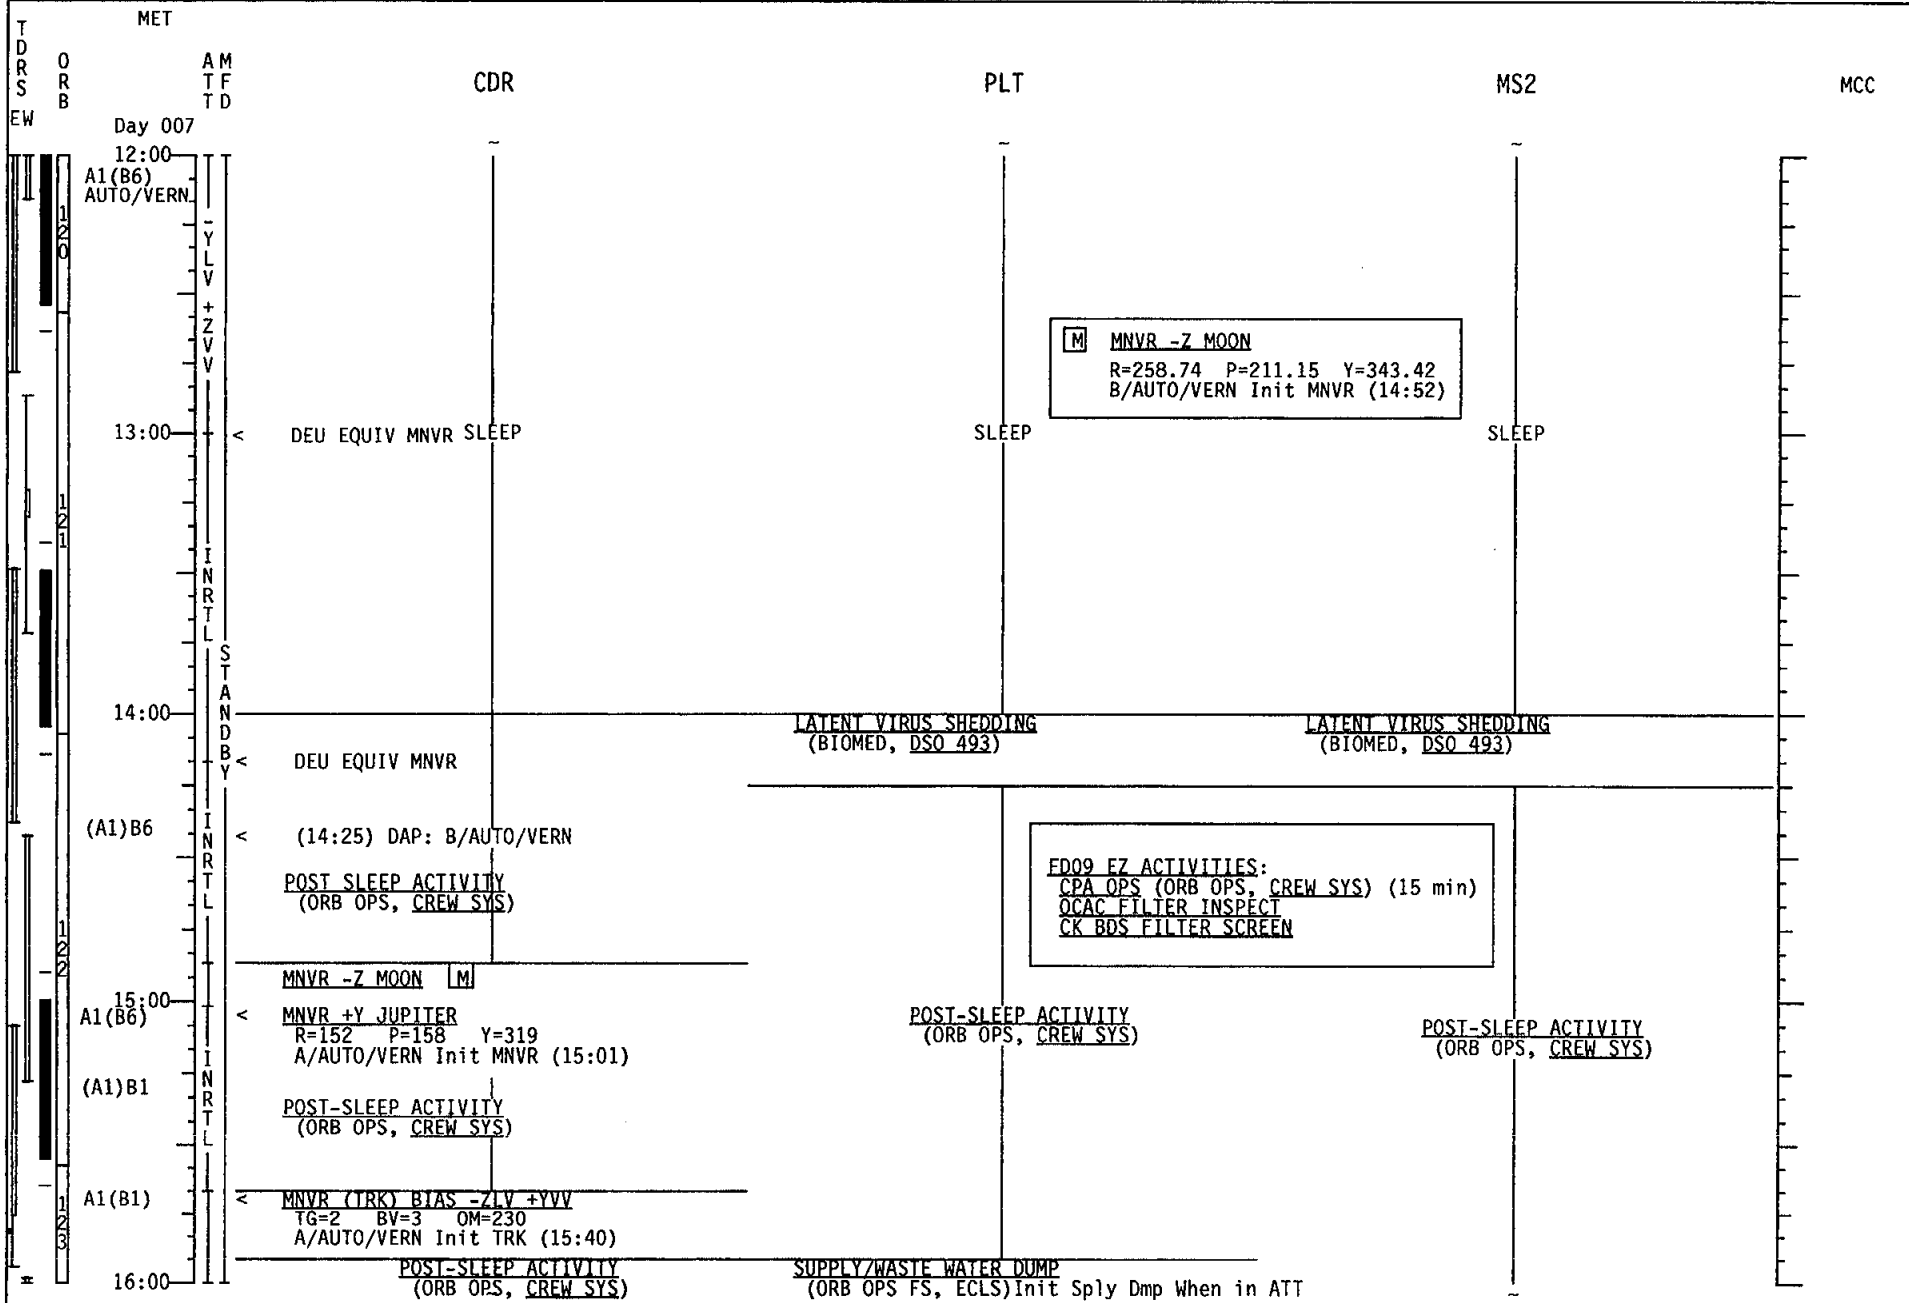 MET
TDRS
EW
ORB
ATT
MFD
CDR
PLT
MS2
MCC
Day 007
~
~
~
12:00
A1(B6)
AUTO/VERN
120
-YLV +ZVV
M MNVR -Z MOON
R=258.74 P=211.15 Y=343.42
B/AUTO/VERN Init MNVR (14:52)
13:00
< DEU EQUIV MNVR
SLEEP
SLEEP
SLEEP
121
INRTL
STANDBY
14:00
LATENT VIRUS SHEDDING
(BIOMED, DSO 493)
LATENT VIRUS SHEDDING
(BIOMED, DSO 493)
< DEU EQUIV MNVR
(A1)B6
< (14:25) DAP: B/AUTO/VERN
INRTL
POST SLEEP ACTIVITY
(ORB OPS, CREW SYS)
FD09 EZ ACTIVITIES:
CPA OPS (ORB OPS, CREW SYS) (15 min)
OCAC FILTER INSPECT
CK BDS FILTER SCREEN
122
MNVR -Z MOON M
15:00
A1(B6)
< MNVR +Y JUPITER
R=152 P=158 Y=319
A/AUTO/VERN Init MNVR (15:01)
POST-SLEEP ACTIVITY
(ORB OPS, CREW SYS)
POST-SLEEP ACTIVITY
(ORB OPS, CREW SYS)
INRTL
(A1)B1
POST-SLEEP ACTIVITY
(ORB OPS, CREW SYS)
A1(B1)
123
< MNVR (TRK) BIAS -ZLV +YVV
TG=2 BV=3 OM=230
A/AUTO/VERN Init TRK (15:40)
16:00
POST-SLEEP ACTIVITY
(ORB OPS, CREW SYS)
SUPPLY/WASTE WATER DUMP
(ORB OPS FS, ECLS)Init Sply Dmp When in ATT
~